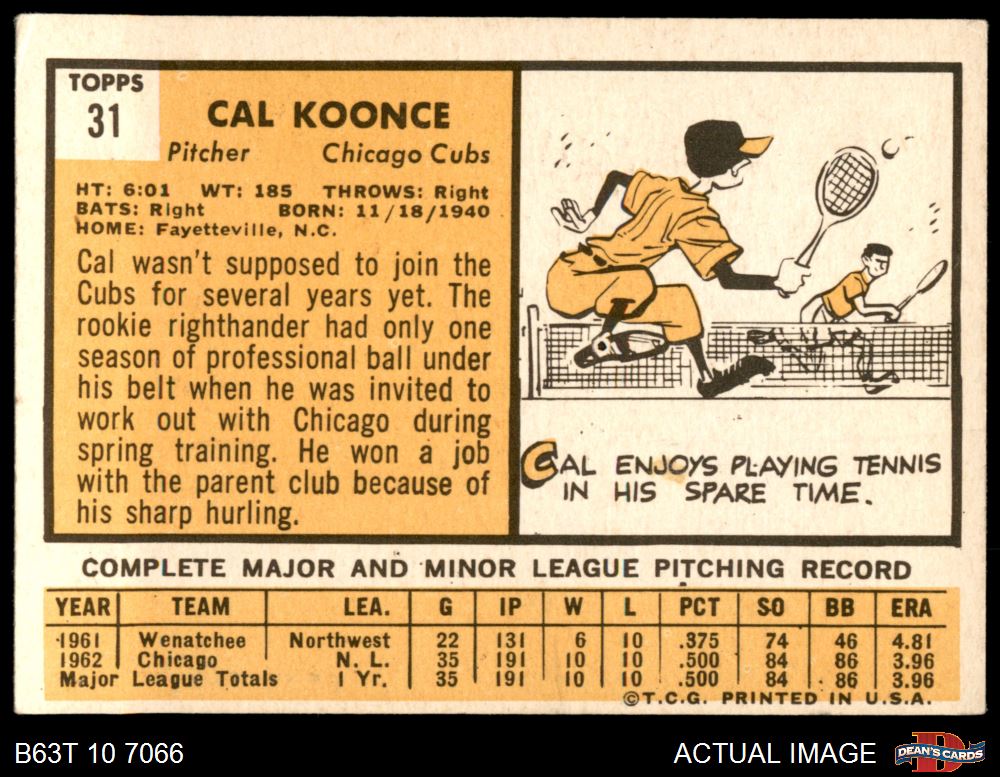 TOPPS
31
CAL KOONCE
Pitcher Chicago Cubs
HT: 6:01 WT: 185 THROWS: Right
BATS: Right BORN: 11/18/1940
HOME: Fayetteville, N.C.
Cal wasn't supposed to join the
Cubs for several years yet. The
rookie righthander had only one
season of professional ball under
his belt when he was invited to
work out with Chicago during
spring training. He won a job
with the parent club because of
his sharp hurling.
CAL ENJOYS PLAYING TENNIS
IN HIS SPARE TIME.
COMPLETE MAJOR AND MINOR LEAGUE PITCHING RECORD
YEAR TEAM LEA. G IP W L PCT SO BB ERA
1961 Wenatchee Northwest 22 131 6 10 .375 74 46 4.81
1962 Chicago N. L. 35 191 10 10 .500 84 86 3.96
Major League Totals 1 Yr. 35 191 10 10 .500 84 86 3.96
©T.C.G. PRINTED IN U.S.A.
B63T 10 7066 ACTUAL IMAGE DEAN'S CARDS